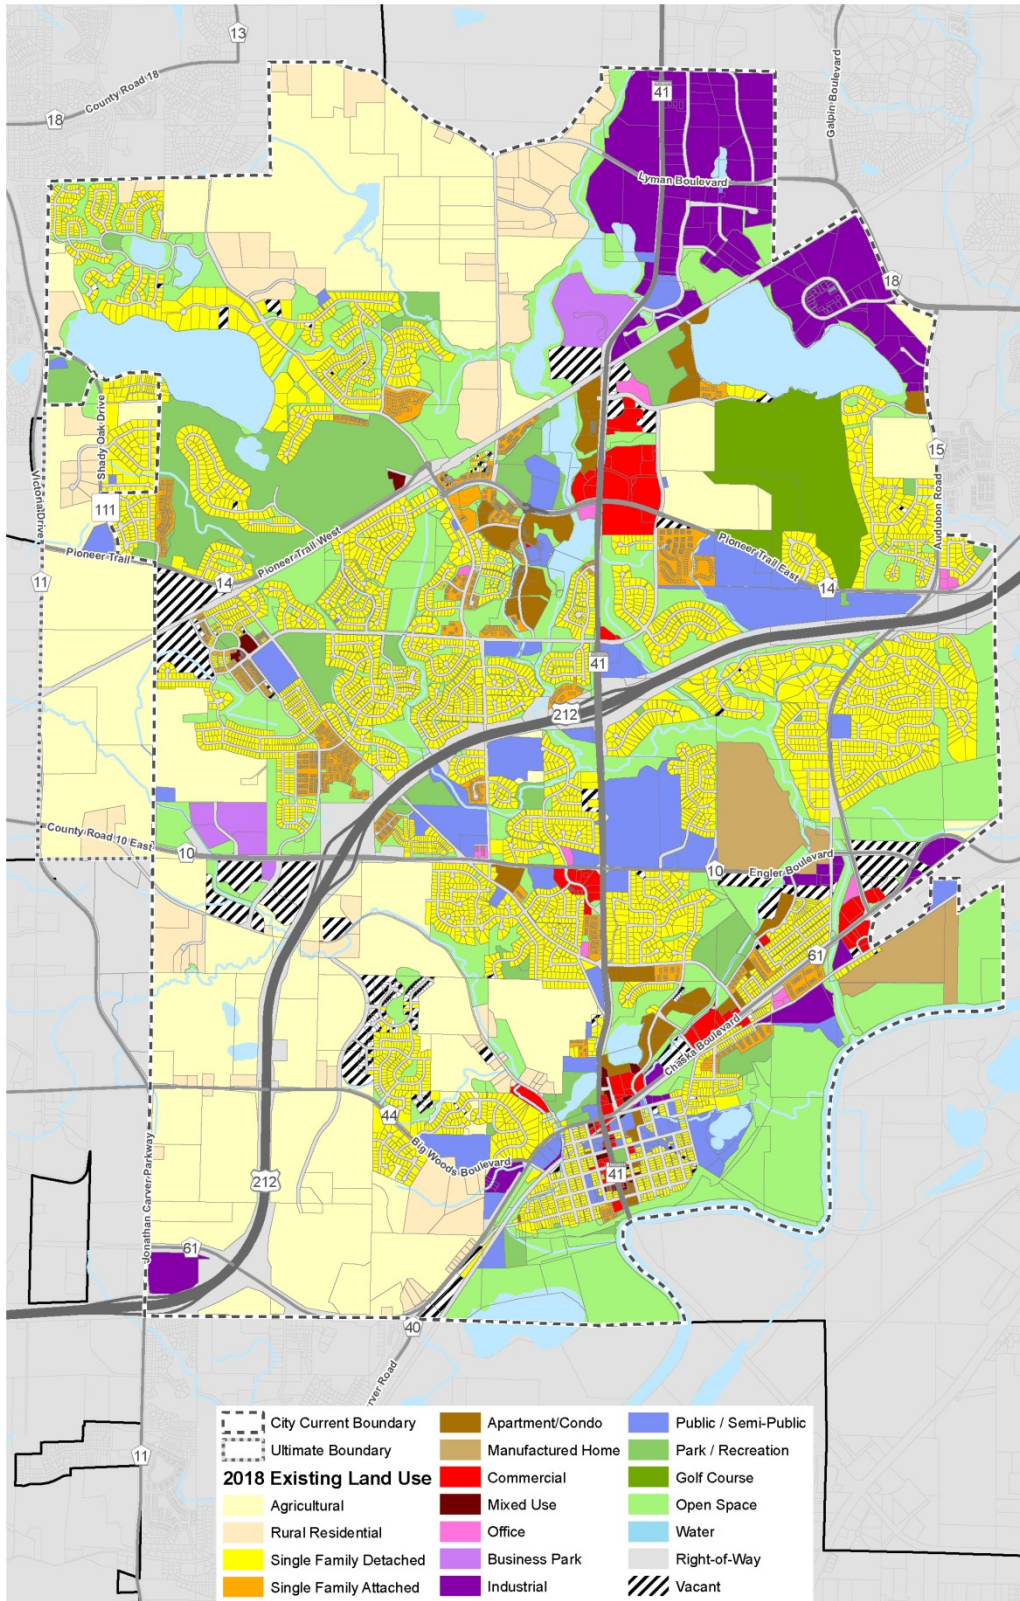 13
County Road 18
18
41
Galpin Boulevard
Lyman Boulevard
18
Shady Oak Drive
Victoria Drive
111
15
Audubon Road
Pioneer Trail
Pioneer Trail West
Pioneer Trail East
11
14
14
41
212
County Road 10 East
10
10
Engler Boulevard
61
Chaska Boulevard
44
Big Woods Boulevard
41
Jonathan Carver Parkway
212
61
40
rver Road
11
City Current Boundary
Ultimate Boundary
2018 Existing Land Use
Agricultural
Rural Residential
Single Family Detached
Single Family Attached
Apartment/Condo
Manufactured Home
Commercial
Mixed Use
Office
Business Park
Industrial
Public / Semi-Public
Park / Recreation
Golf Course
Open Space
Water
Right-of-Way
Vacant